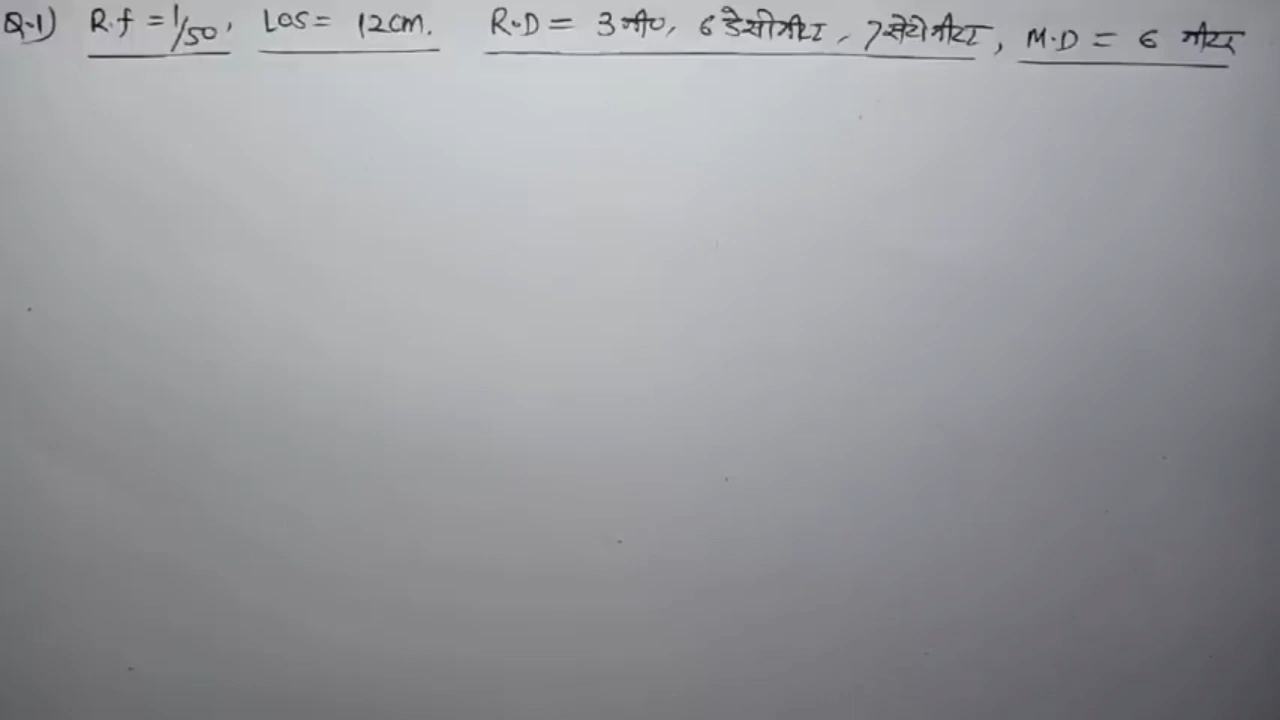 Q.1) R.f = 1/50, LOS = 12cm. R.D = 3 मी०, 6 डेसीमीटर, 7 सेंटीमीटर, M.D = 6 मीटर